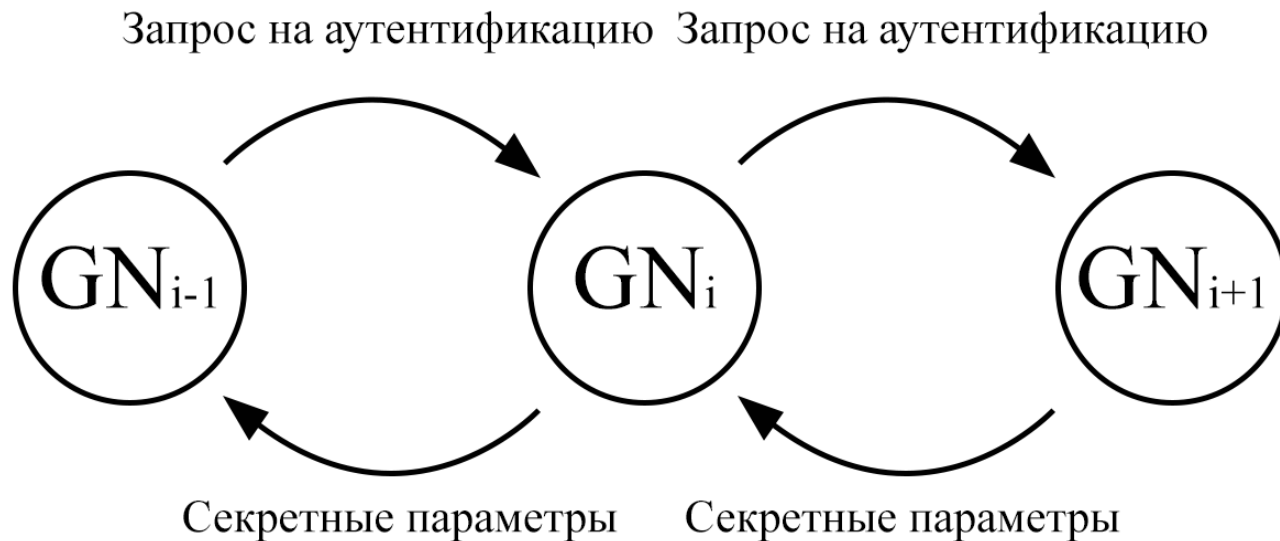 Запрос на аутентификацию Запрос на аутентификацию
GNi-1 GNi GNi+1
Секретные параметры Секретные параметры